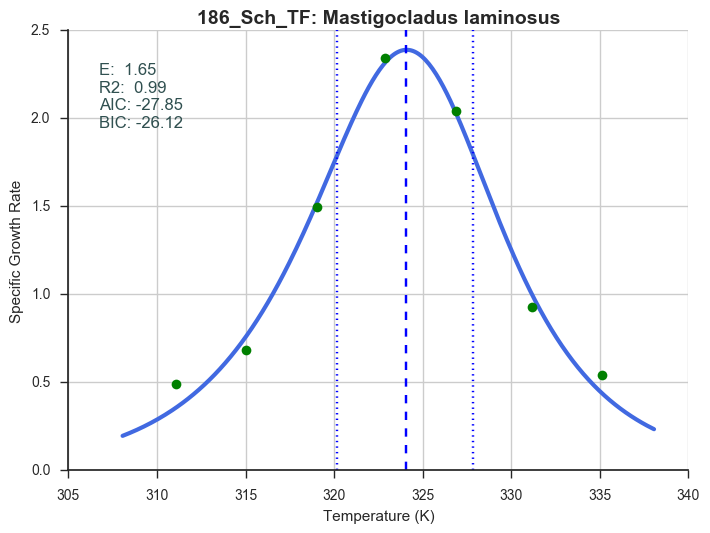 186_Sch_TF: Mastigocladus laminosus
E:  1.65
R2:  0.99
AIC: -27.85
BIC: -26.12
Specific Growth Rate
2.5
2.0
1.5
1.0
0.5
0.0
305 310 315 320 325 330 335 340
Temperature (K)